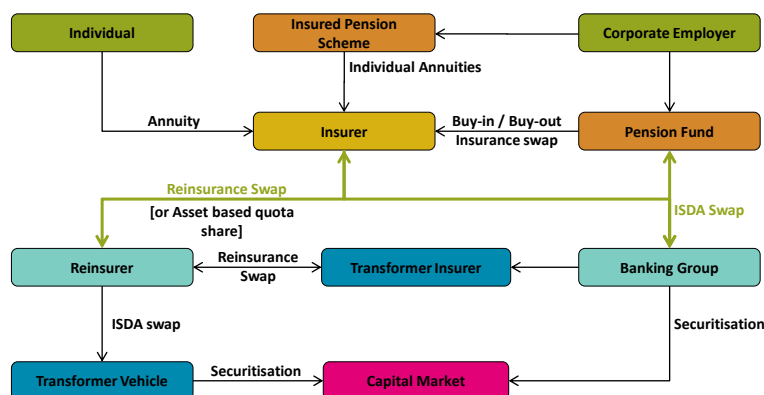 Individual
Insured Pension
Scheme
Corporate Employer
Individual Annuities
Annuity
Insurer
Buy-in / Buy-out
Insurance swap
Pension Fund
Reinsurance Swap
[or Asset based quota
share]
ISDA Swap
Reinsurer
Reinsurance
Swap
Transformer Insurer
Banking Group
ISDA swap
Securitisation
Transformer Vehicle
Securitisation
Capital Market